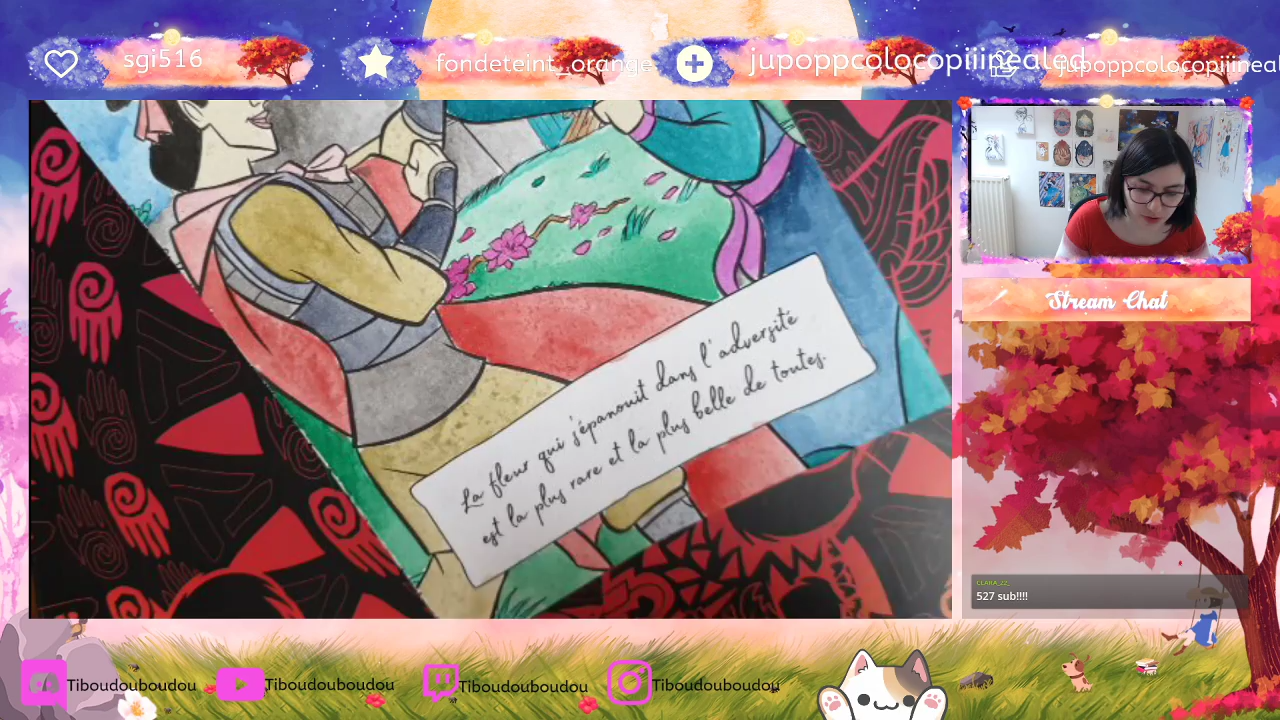 sgi516
fondeteint_orange
jupoppcolocopiiinealed
jupoppcolocopiiineal
Stream Chat
La fleur qui s'épanouit dans l'adversité
est la plus rare et la plus belle de toutes.
CLARA_ZZ_
527 sub!!!!
Tiboudouboudou
Tiboudouboudou
Tiboudouboudou
Tiboudouboudou